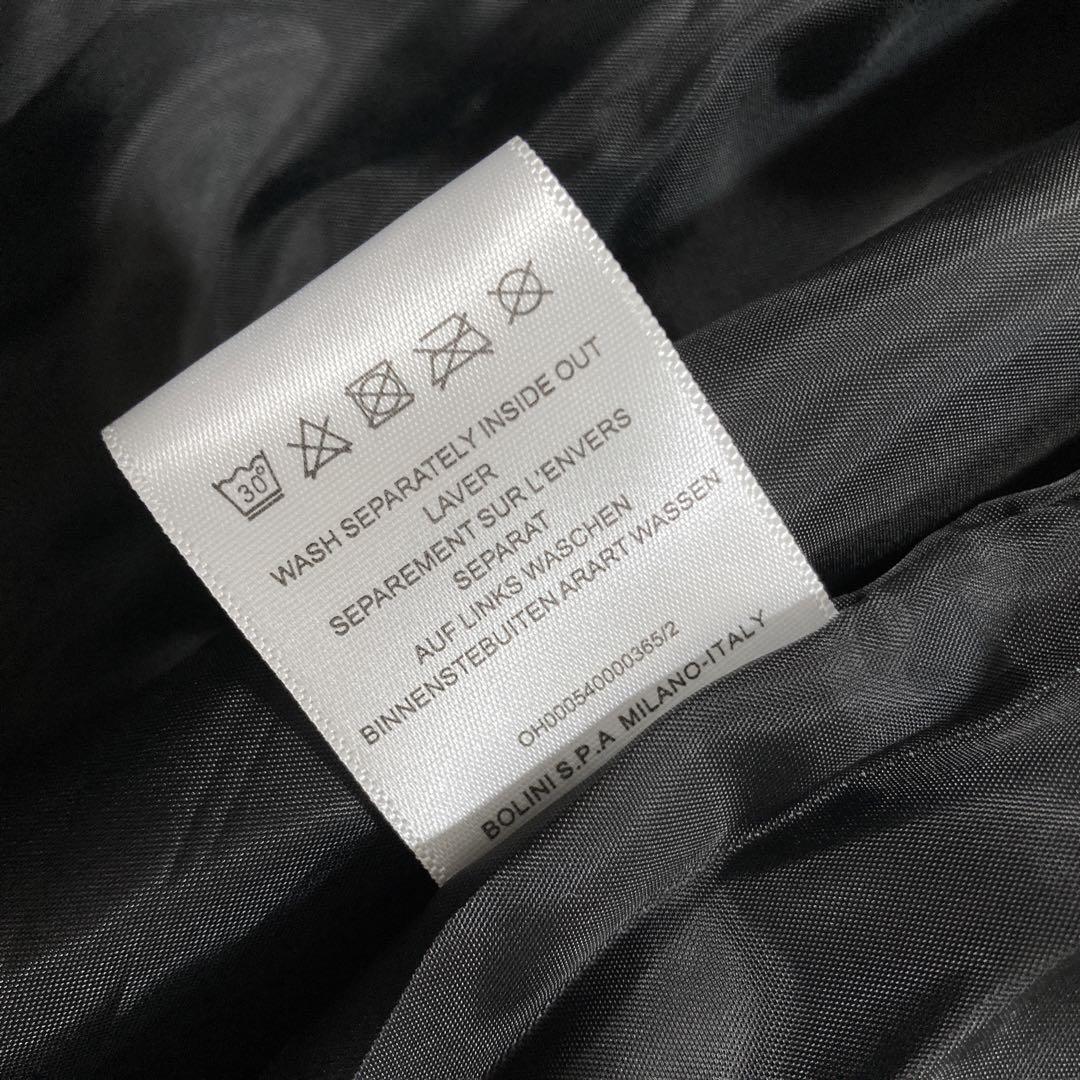 30°
WASH SEPARATELY INSIDE OUT
LAVER
SEPAREMENT SUR L'ENVERS
SEPARAT
AUF LINKS WASCHEN
BINNENSTEBUITEN ARART WASSEN
OH000540000365/2
BOLINI S.P.A MILANO-ITALY